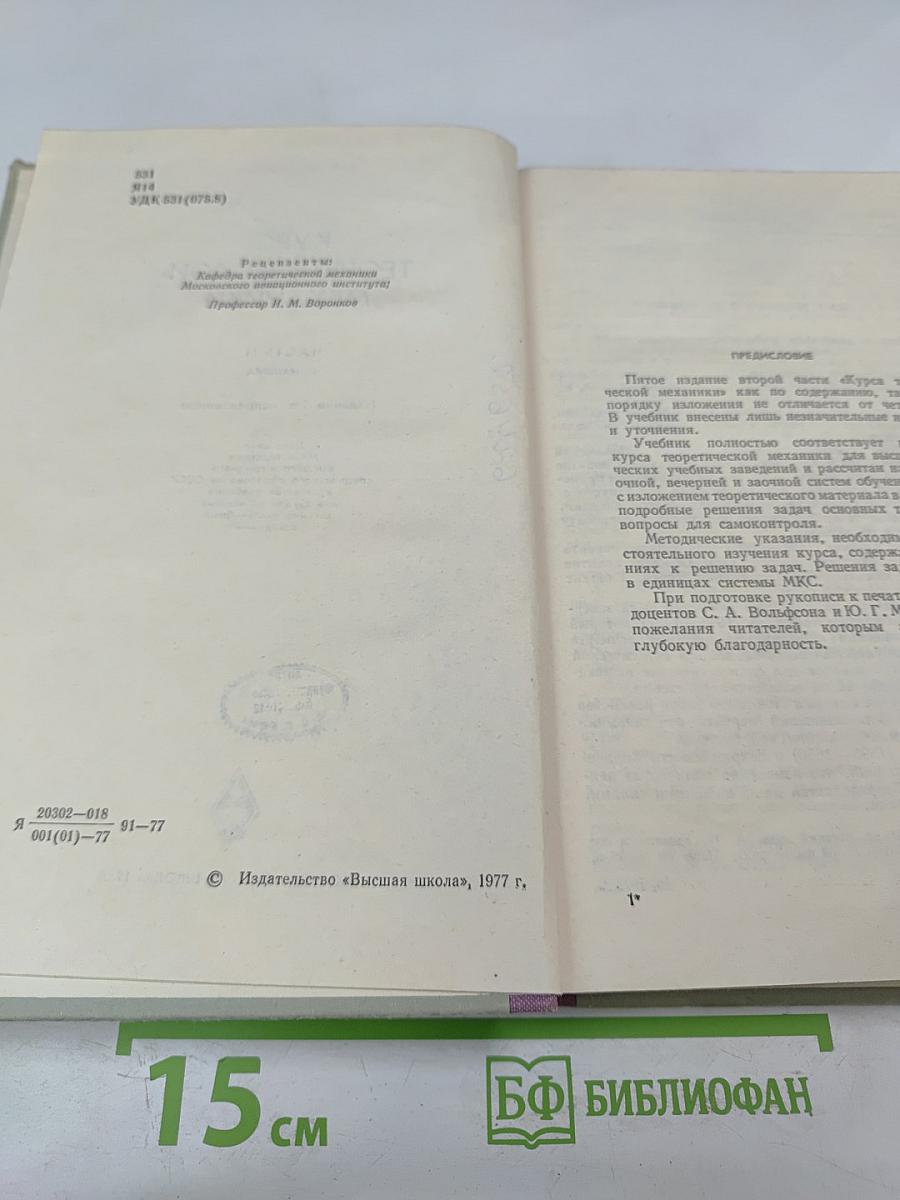 531
Я14
УДК 531(075.8)
Рецензенты:
Кафедра теоретической механики
Московского авиационного института;
Профессор И. М. Воронков
20302—018
Я 91—77
001(01)—77
© Издательство «Высшая школа», 1977 г.
ПРЕДИСЛОВИЕ
Пятое издание второй части «Курса т
ческой механики» как по содержанию, та
порядку изложения не отличается от чет
В учебник внесены лишь незначительные и
и уточнения.
Учебник полностью соответствует
курса теоретической механики для высш
ческих учебных заведений и рассчитан н
очной, вечерней и заочной систем обучен
с изложением теоретического материала в
подробные решения задач основных т
вопросы для самоконтроля.
Методические указания, необходим
стоятельного изучения курса, содерж
ниях к решению задач. Решения за
в единицах системы МКС.
При подготовке рукописи к печат
доцентов С. А. Вольфсона и Ю. Г. М
пожелания читателей, которым
глубокую благодарность.
1*
15 см
БФ БИБЛИОФАН